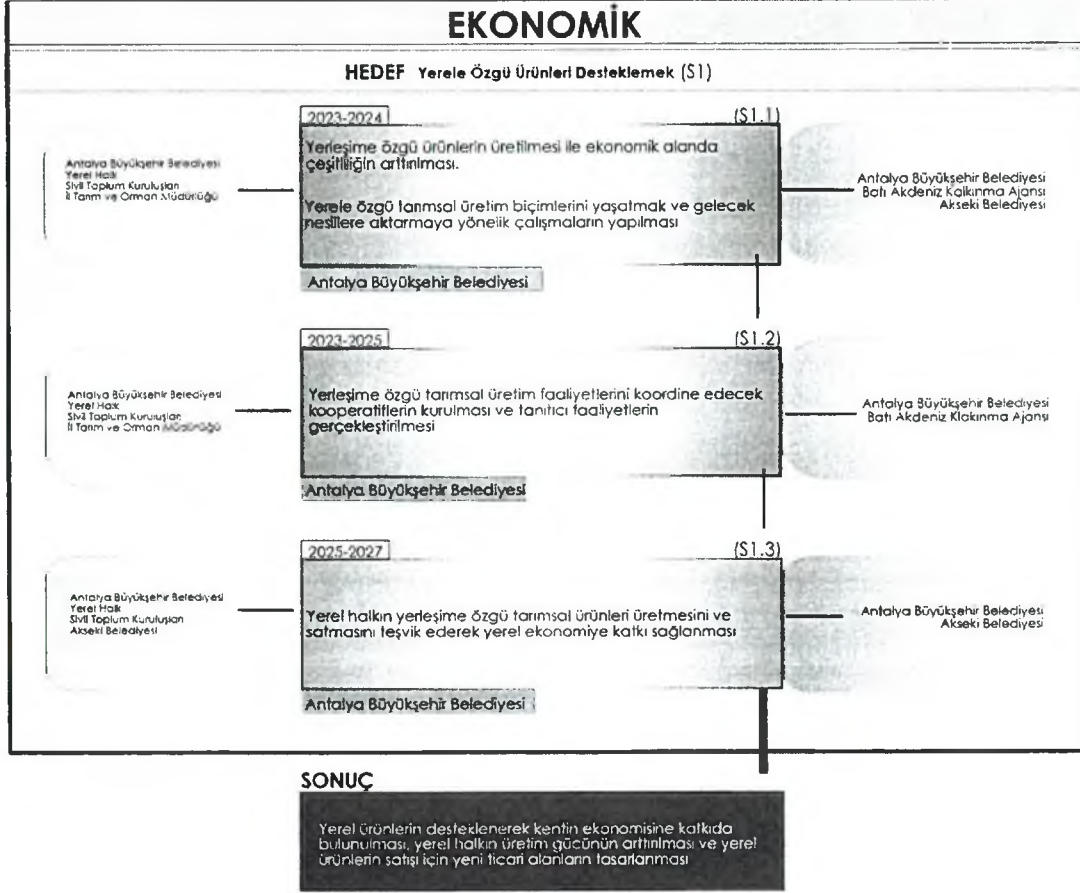 EKONOMİK
HEDEF Yerele Özgü Ürünleri Desteklemek (S1)
2023-2024
(S1.1)
Antalya Büyükşehir Belediyesi
Yerel Halk
Sivil Toplum Kuruluşları
İl Tarım ve Orman Müdürlüğü
Yerleşime özgü ürünlerin üretilmesi ile ekonomik alanda
çeşitliliğin arttırılması.
Yerele özgü tarımsal üretim biçimlerini yaşatmak ve gelecek
nesillere aktarmaya yönelik çalışmaların yapılması
Antalya Büyükşehir Belediyesi
Batı Akdeniz Kalkınma Ajansı
Akseki Belediyesi
Antalya Büyükşehir Belediyesi
2023-2025
(S1.2)
Antalya Büyükşehir Belediyesi
Yerel Halk
Sivil Toplum Kuruluşları
İl Tarım ve Orman Müdürlüğü
Yerleşime özgü tarımsal üretim faaliyetlerini koordine edecek
kooperatiflerin kurulması ve tanıtıcı faaliyetlerin
gerçekleştirilmesi
Antalya Büyükşehir Belediyesi
Batı Akdeniz Klakınma Ajansı
Antalya Büyükşehir Belediyesi
2025-2027
(S1.3)
Antalya Büyükşehir Belediyesi
Yerel Halk
Sivil Toplum Kuruluşları
Akseki Belediyesi
Yerel halkın yerleşime özgü tarımsal ürünleri üretmesini ve
satmasını teşvik ederek yerel ekonomiye katkı sağlanması
Antalya Büyükşehir Belediyesi
Akseki Belediyesi
Antalya Büyükşehir Belediyesi
SONUÇ
Yerel ürünlerin desteklenerek kentin ekonomisine katkıda
bulunulması, yerel halkın üretim gücünün arttırılması ve yerel
ürünlerin satışı için yeni ticari alanların tasarlanması